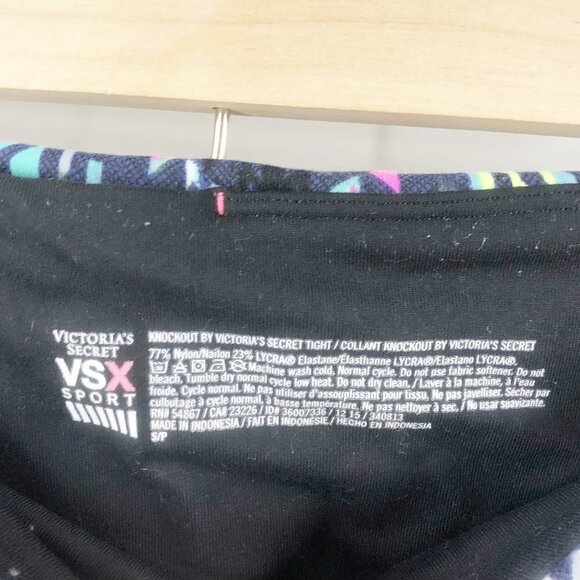 VICTORIA'S
SECRET
VSX
SPORT
KNOCKOUT BY VICTORIA'S SECRET TIGHT / COLLANT KNOCKOUT BY VICTORIA'S SECRET
77% Nylon/Nailon 23% LYCRA® Elastane/Élasthanne LYCRA®/Elastano LYCRA®.
Machine wash cold. Normal cycle. Do not use fabric softener. Do not
bleach. Tumble dry normal cycle low heat. Do not dry clean. / Laver à la machine, à l'eau
froide. Cycle normal. Ne pas utiliser d'assouplissant pour tissu. Ne pas javelliser. Sécher par
culbutage à cycle normal, à basse température. Ne pas nettoyer à sec. / No usar suavizante.
RN# 54867 / CA# 23226 / ID# 36007336 / 12 15 / 340813
MADE IN INDONESIA / FAIT EN INDONESIE / HECHO EN INDONESIA
S/P